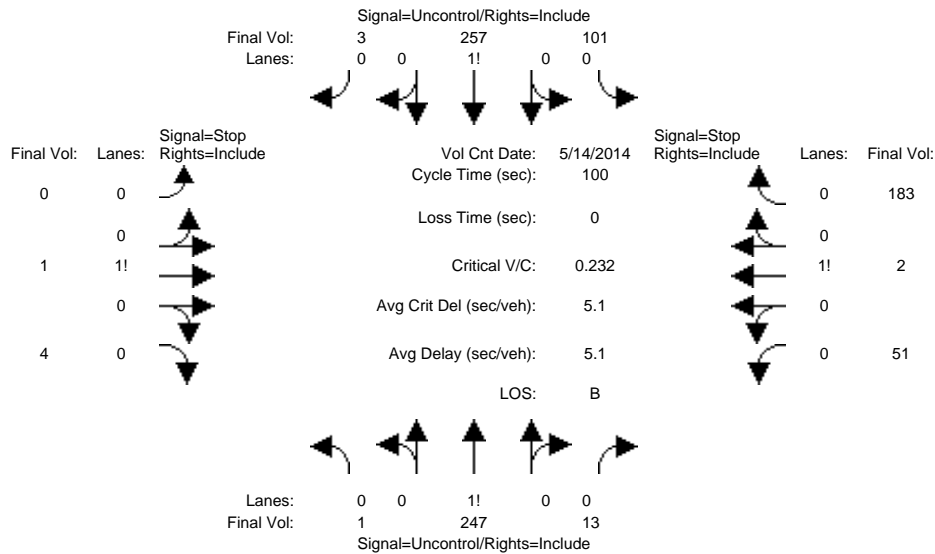 Signal=Uncontrol/Rights=Include
Final Vol: 3 257 101
Lanes: 0 0 1! 0 0
Signal=Stop Signal=Stop
Final Vol: Lanes: Rights=Include Vol Cnt Date: 5/14/2014 Rights=Include Lanes: Final Vol:
Cycle Time (sec): 100
0 0 0 183
Loss Time (sec): 0
0 0
1 1! Critical V/C: 0.232 1! 2
0 Avg Crit Del (sec/veh): 5.1 0
4 0 Avg Delay (sec/veh): 5.1 0 51
LOS: B
Lanes: 0 0 1! 0 0
Final Vol: 1 247 13
Signal=Uncontrol/Rights=Include